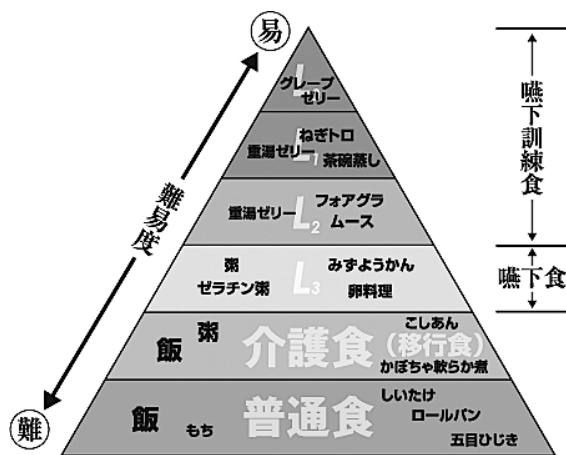 易
グレープ
ゼリー
L0
ねぎトロ
重湯ゼリー
L1
茶碗蒸し
フォアグラ
重湯ゼリー
L2
ムース
粥
みずようかん
L3
ゼラチン粥
卵料理
こしあん
飯
粥
介護食
(移行食)
かぼちゃ軟らか煮
しいたけ
飯
もち
普通食
ロールパン
五目ひじき
難易度
難
嚥下訓練食
嚥下食